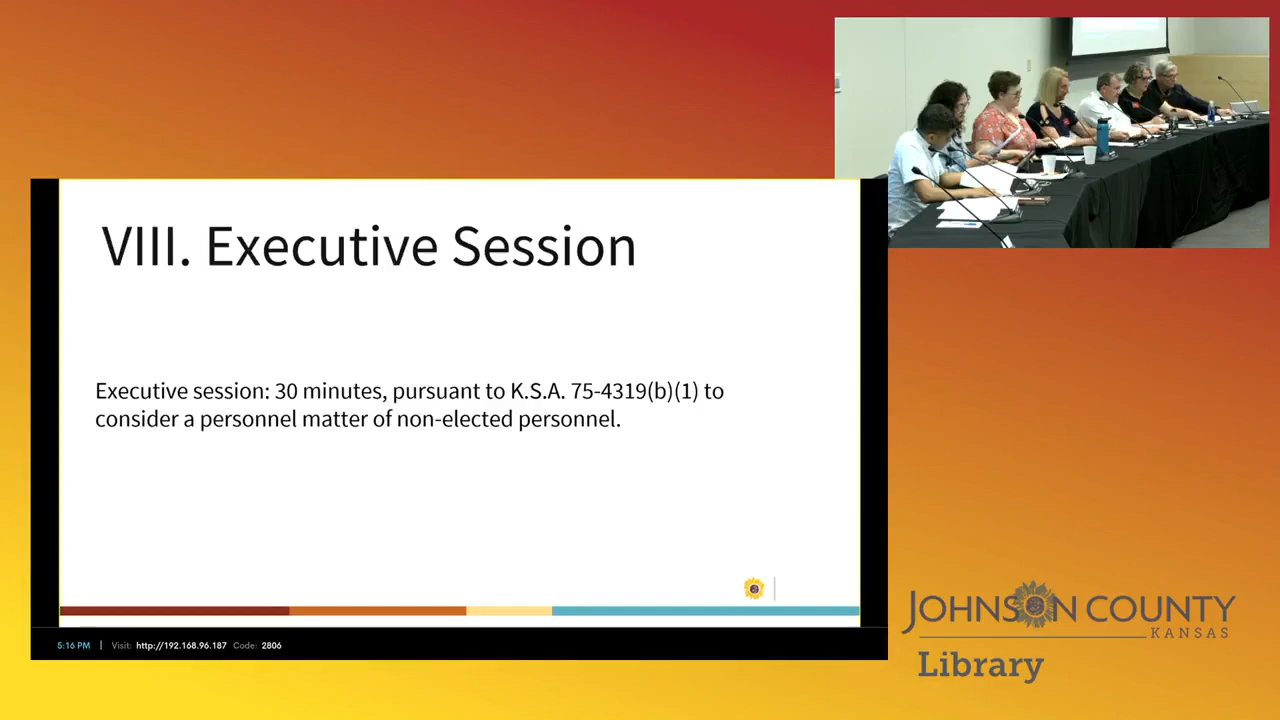 VIII. Executive Session
Executive session: 30 minutes, pursuant to K.S.A. 75-4319(b)(1) to
consider a personnel matter of non-elected personnel.
5:16 PM | Visit: http://192.168.96.187 Code: 2806
JOHNSON COUNTY
KANSAS
Library